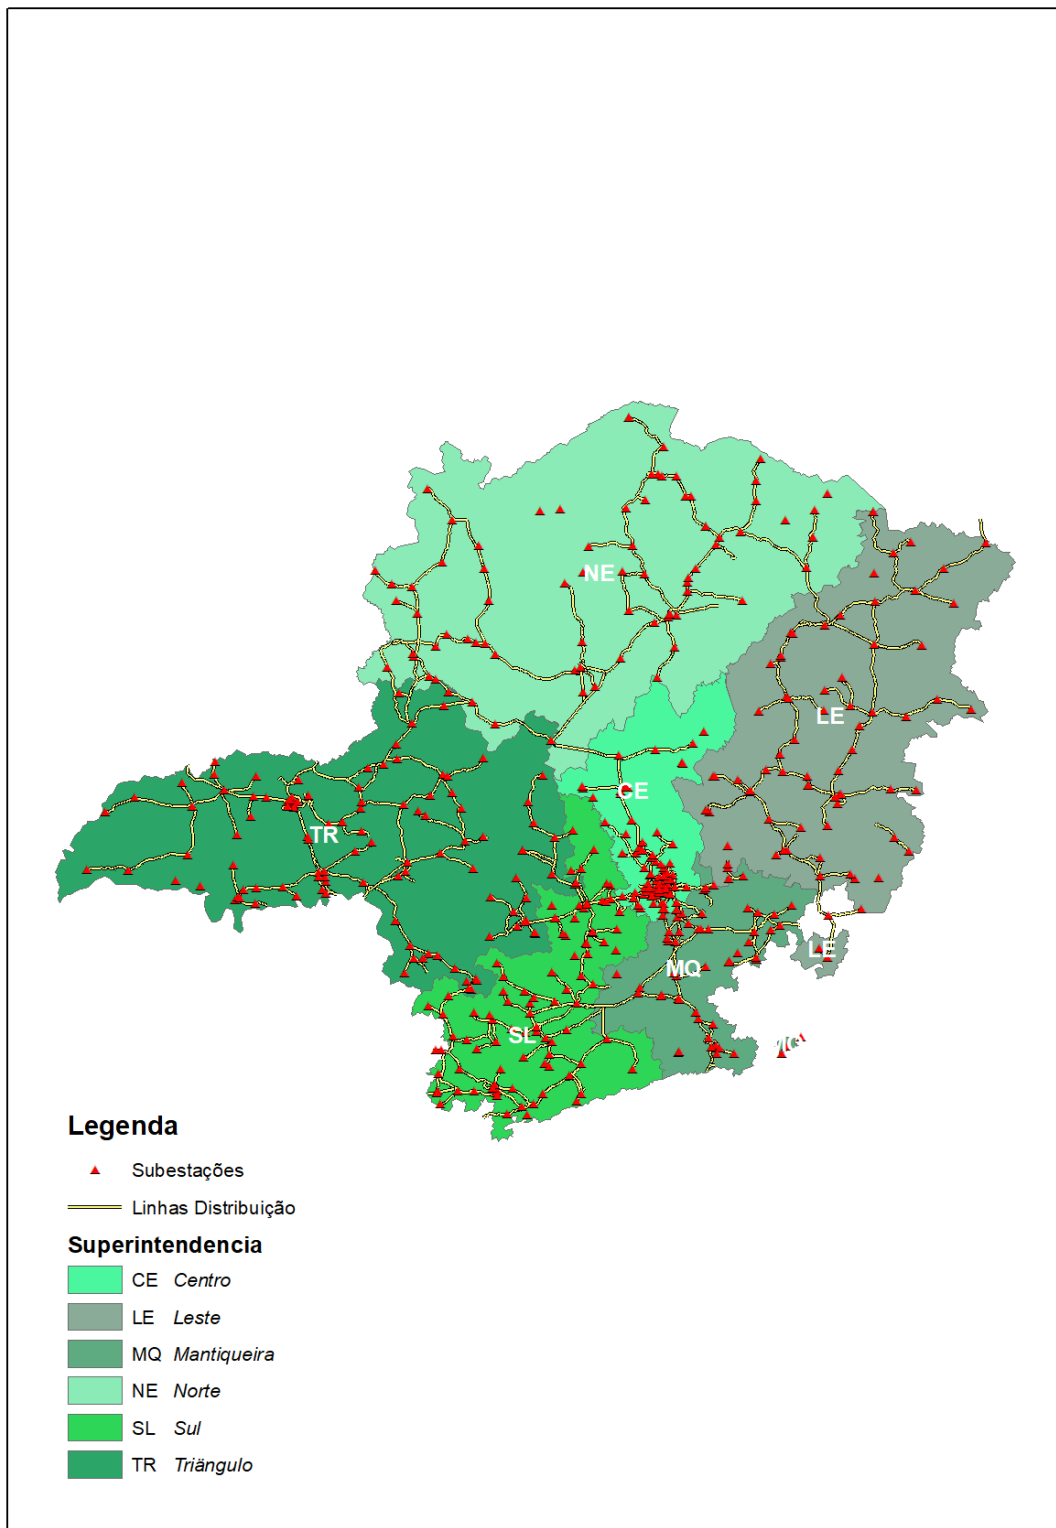 NE
LE
CE
TR
LE
MQ
SL
MQ
Legenda
Subestações
Linhas Distribuição
Superintendencia
CE Centro
LE Leste
MQ Mantiqueira
NE Norte
SL Sul
TR Triângulo